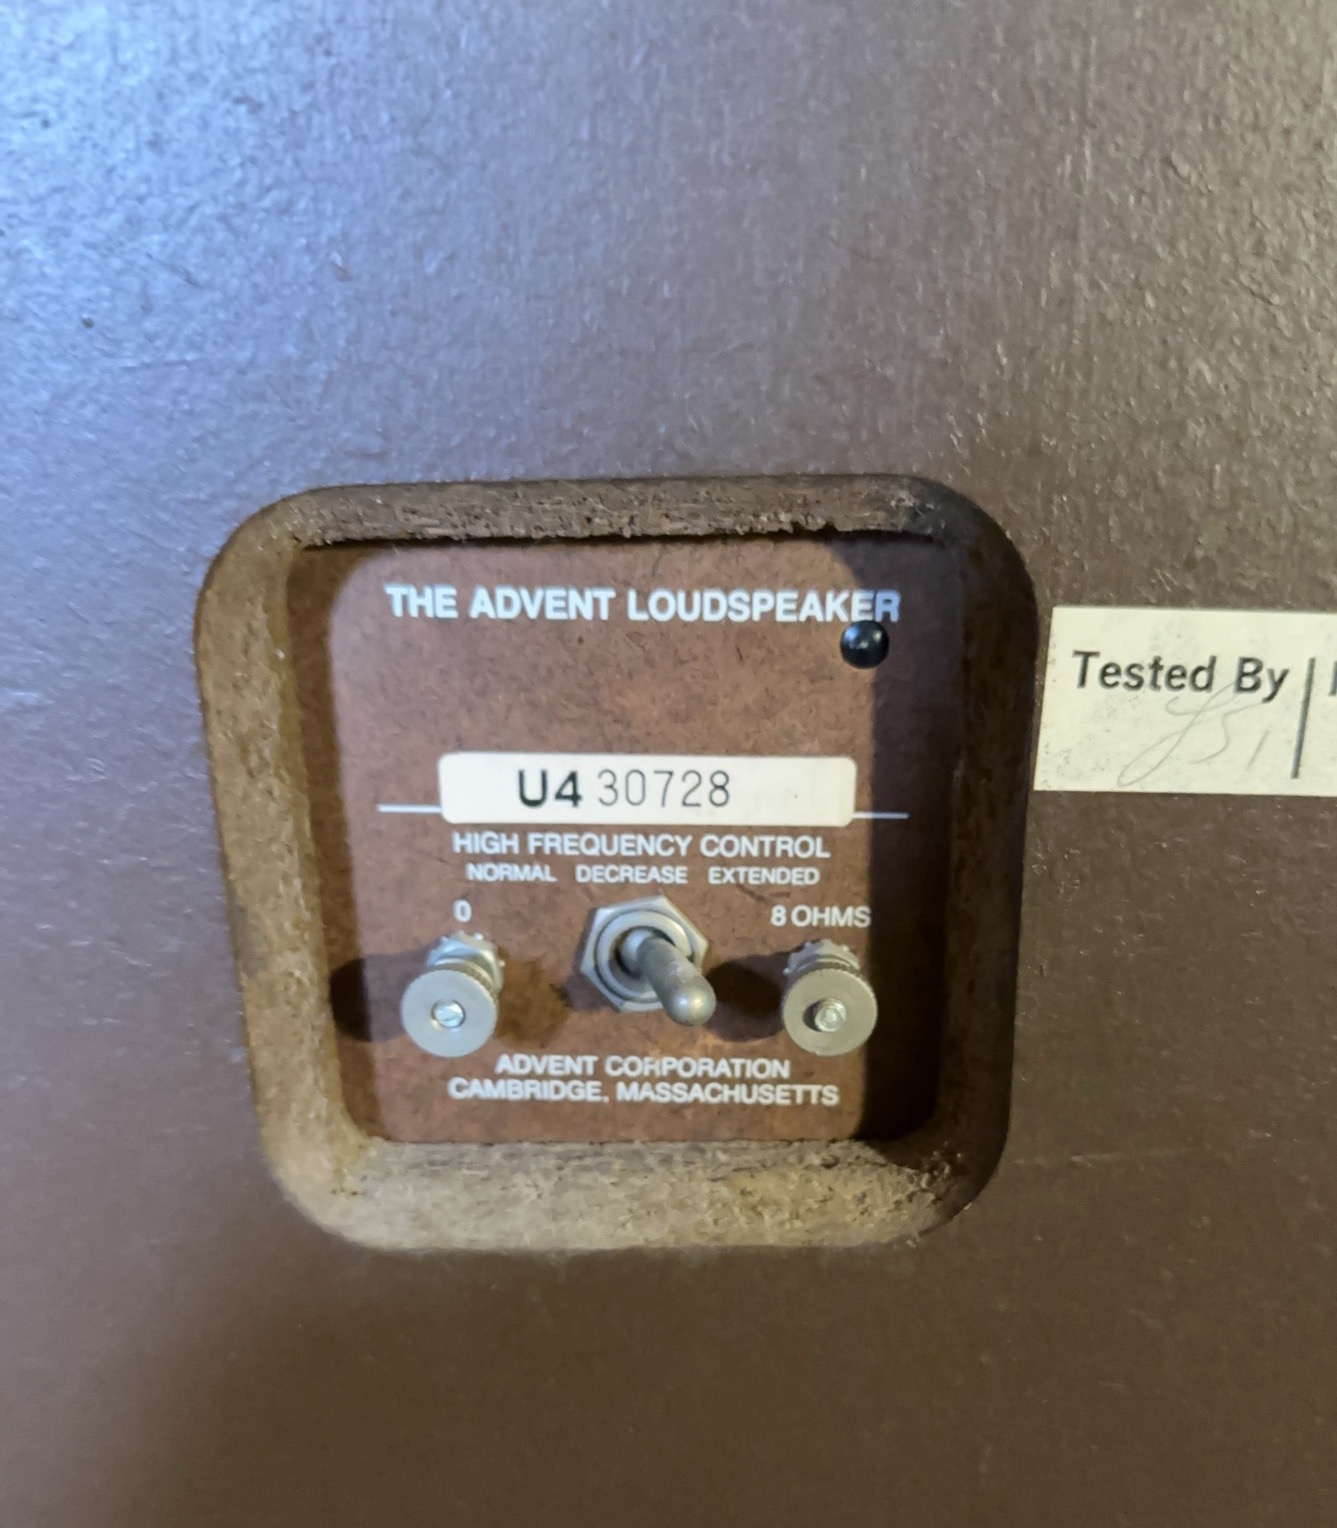 THE ADVENT LOUDSPEAKER
Tested By
U4 30728
HIGH FREQUENCY CONTROL
NORMAL DECREASE EXTENDED
0 8 OHMS
ADVENT CORPORATION
CAMBRIDGE, MASSACHUSETTS